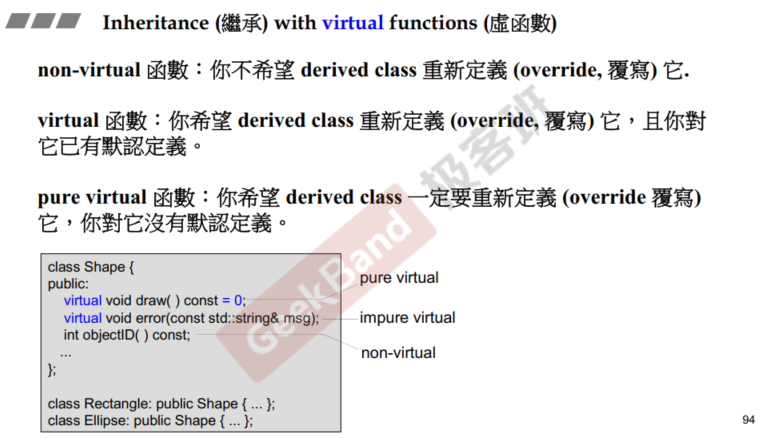 Inheritance (繼承) with virtual functions (虛函數)
non-virtual 函數：你不希望 derived class 重新定義 (override, 覆寫) 它.
virtual 函數：你希望 derived class 重新定義 (override, 覆寫) 它，且你對
它已有默認定義。
pure virtual 函數：你希望 derived class 一定要重新定義 (override 覆寫)
它，你對它沒有默認定義。
class Shape {
public:
virtual void draw( ) const = 0;
pure virtual
virtual void error(const std::string& msg);
impure virtual
int objectID( ) const;
non-virtual
...
};
class Rectangle: public Shape { ... };
class Ellipse: public Shape { ... };
GeekBand 极客班
94